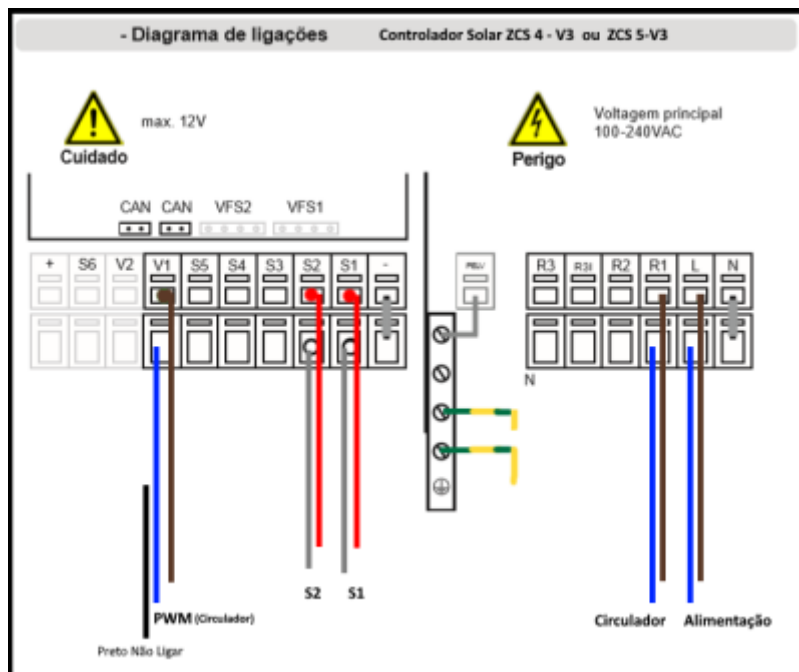 - Diagrama de ligações Controlador Solar ZCS 4 - V3 ou ZCS 5-V3
max. 12V
Cuidado
Voltagem principal
100-240VAC
Perigo
CAN CAN VFS2 VFS1
+ S6 V2 V1 S5 S4 S3 S2 S1 -
R3 R2 R1 L N
N
S2 S1
PWM (Circulador)
Preto Não Ligar
Circulador Alimentação